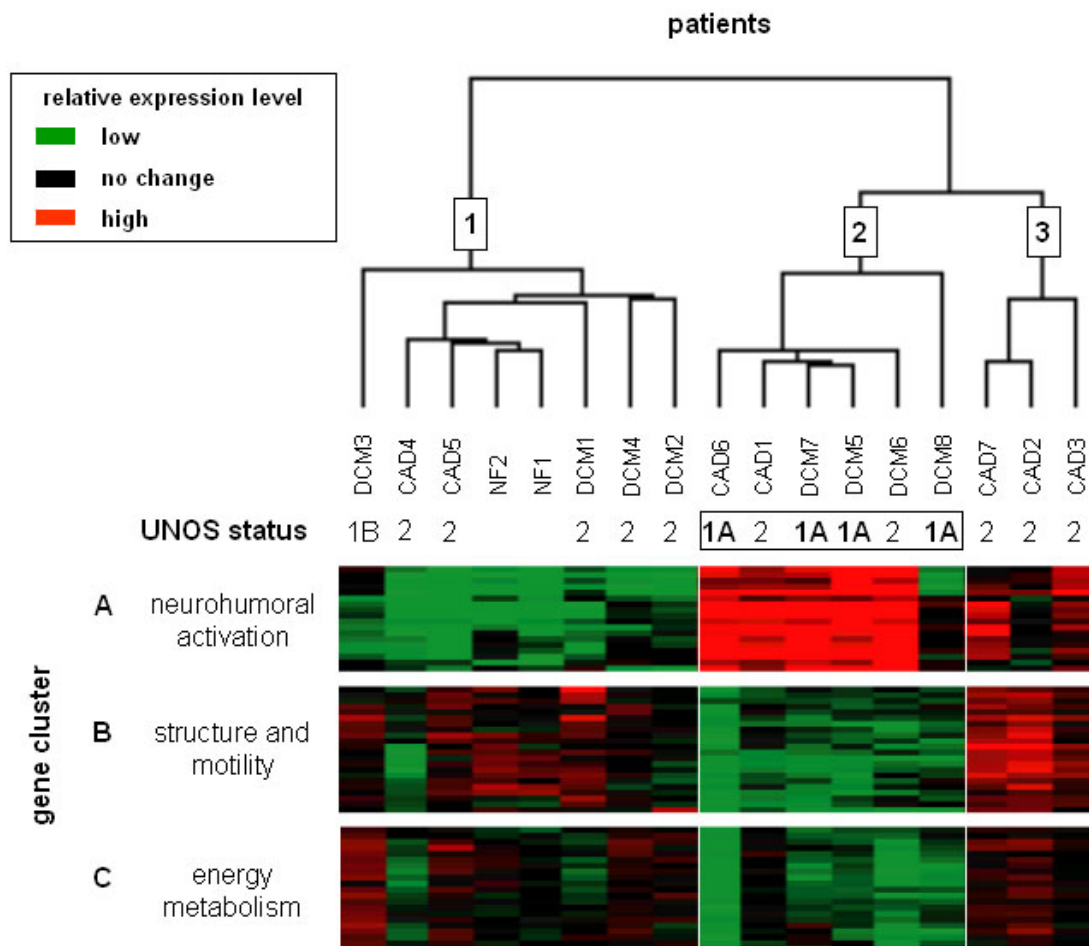 patients
relative expression level
low
no change
high
1
2
3
DCM3 CAD4 CAD5 NF2 NF1 DCM1 DCM4 DCM2 CAD6 CAD1 DCM7 DCM5 DCM6 DCM8 CAD7 CAD2 CAD3
UNOS status 1B 2 2 2 2 2 1A 2 1A 1A 2 1A 2 2 2
gene cluster
A neurohumoral
activation
B structure and
motility
C energy
metabolism